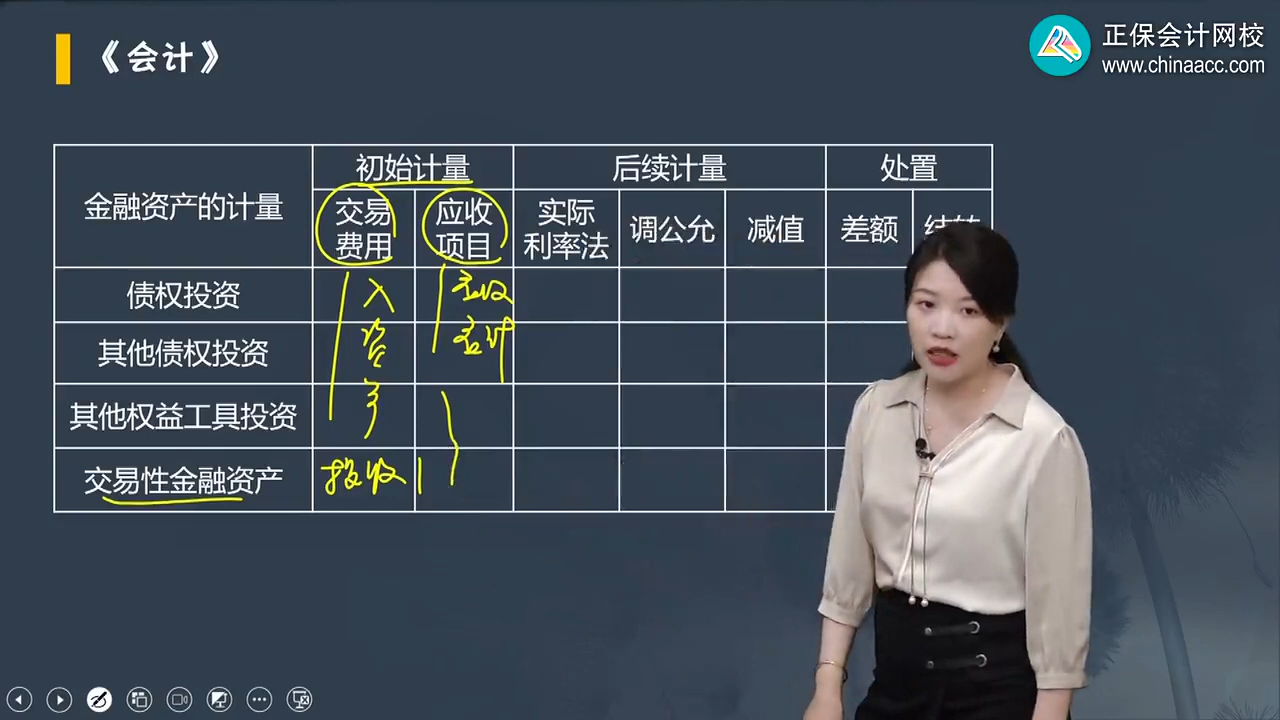 《会计》
正保会计网校
www.chinaacc.com
金融资产的计量
初始计量
后续计量
处置
交易
费用
应收
项目
实际
利率法
调公允
减值
差额
结转
债权投资
入
应收
其他债权投资
资
其他权益工具投资
交易性金融资产
投收